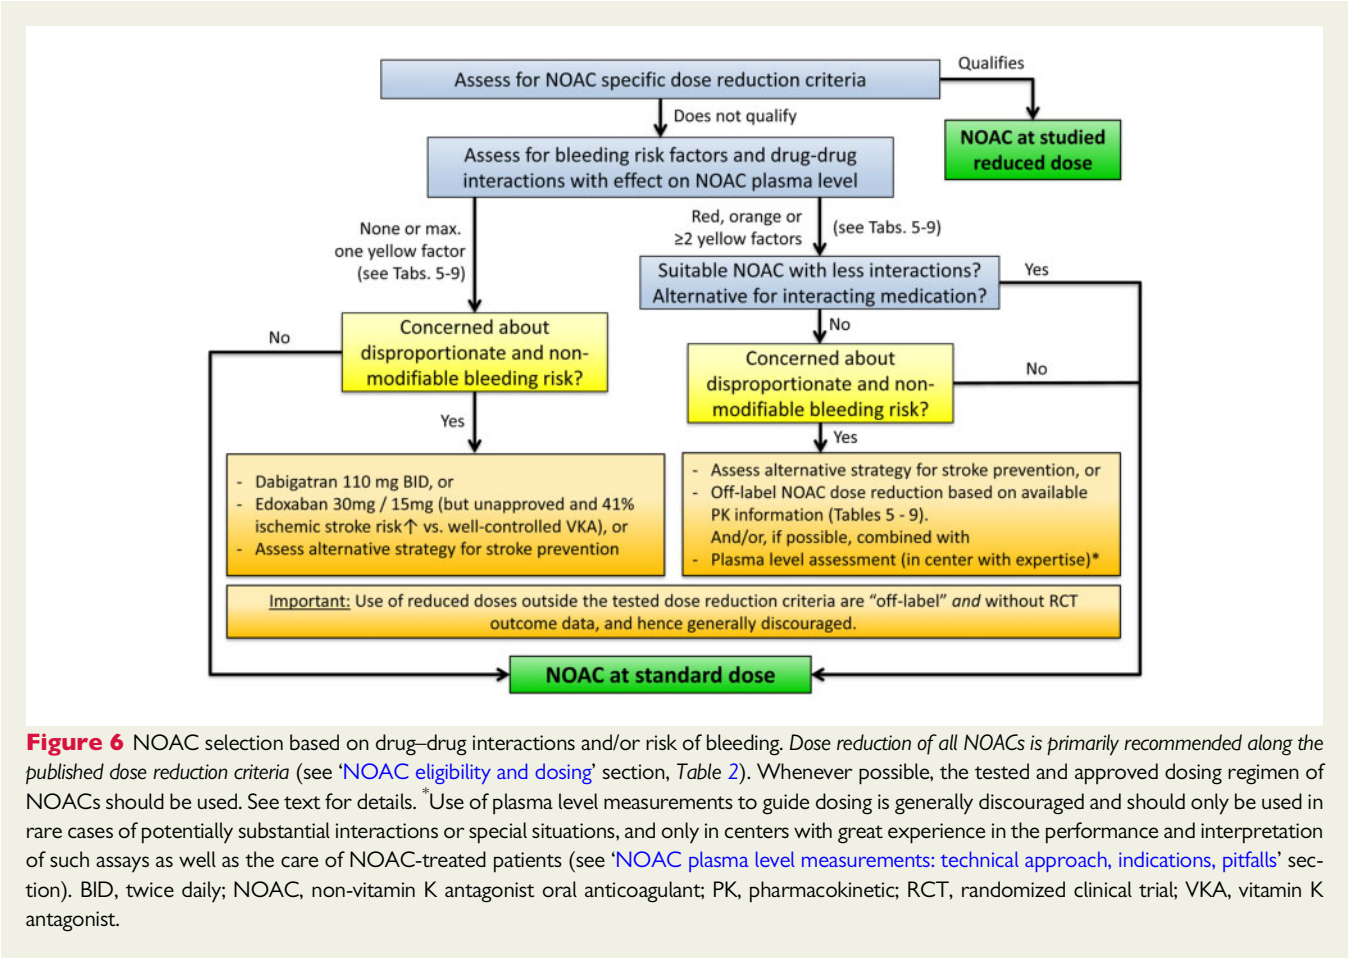 Assess for NOAC specific dose reduction criteria
Qualifies
Does not qualify
NOAC at studied
reduced dose
Assess for bleeding risk factors and drug-drug
interactions with effect on NOAC plasma level
None or max.
one yellow factor
(see Tabs. 5-9)
Red, orange or
≥2 yellow factors
(see Tabs. 5-9)
Suitable NOAC with less interactions?
Alternative for interacting medication?
Yes
No
Concerned about
disproportionate and non-
modifiable bleeding risk?
No
Yes
Concerned about
disproportionate and non-
modifiable bleeding risk?
No
Yes
- Dabigatran 110 mg BID, or
- Edoxaban 30mg / 15mg (but unapproved and 41%
ischemic stroke risk↑ vs. well-controlled VKA), or
- Assess alternative strategy for stroke prevention
- Assess alternative strategy for stroke prevention, or
- Off-label NOAC dose reduction based on available
PK information (Tables 5 - 9).
And/or, if possible, combined with
- Plasma level assessment (in center with expertise)*
Important: Use of reduced doses outside the tested dose reduction criteria are “off-label” and without RCT
outcome data, and hence generally discouraged.
NOAC at standard dose
Figure 6 NOAC selection based on drug–drug interactions and/or risk of bleeding. Dose reduction of all NOACs is primarily recommended along the
published dose reduction criteria (see ‘NOAC eligibility and dosing’ section, Table 2). Whenever possible, the tested and approved dosing regimen of
NOACs should be used. See text for details. *Use of plasma level measurements to guide dosing is generally discouraged and should only be used in
rare cases of potentially substantial interactions or special situations, and only in centers with great experience in the performance and interpretation
of such assays as well as the care of NOAC-treated patients (see ‘NOAC plasma level measurements: technical approach, indications, pitfalls’ sec-
tion). BID, twice daily; NOAC, non-vitamin K antagonist oral anticoagulant; PK, pharmacokinetic; RCT, randomized clinical trial; VKA, vitamin K
antagonist.